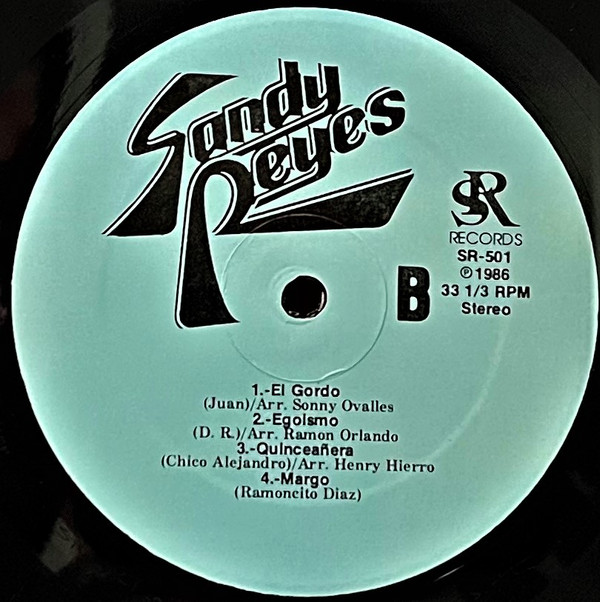 Sandy
Reyes
SR
RECORDS
SR-501
℗1986
33 1/3 RPM
Stereo
B
1.-El Gordo
(Juan)/Arr. Sonny Ovalles
2.-Egoismo
(D. R.)/Arr. Ramon Orlando
3.-Quinceañera
(Chico Alejandro)/Arr. Henry Hierro
4.-Margo
(Ramoncito Diaz)